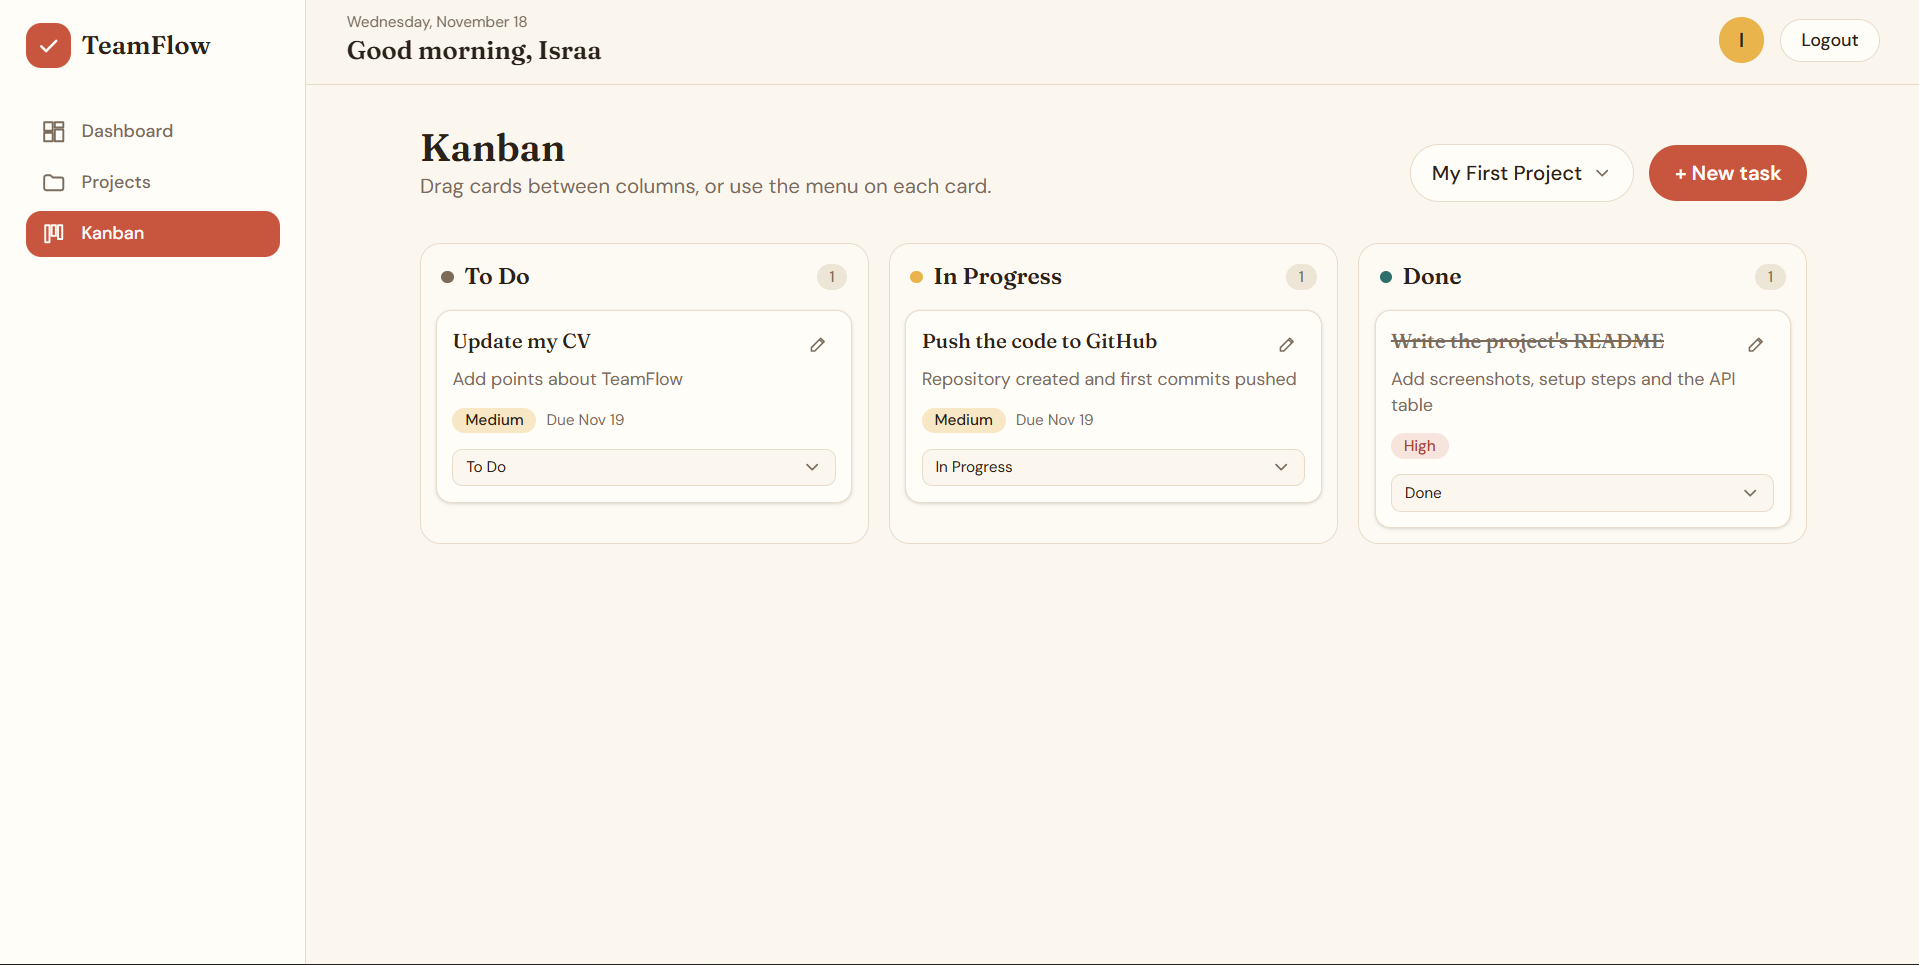 TeamFlow
Dashboard
Projects
Kanban
Wednesday, November 18
Good morning, Israa
I
Logout
Kanban
Drag cards between columns, or use the menu on each card.
My First Project
+ New task
To Do
1
Update my CV
Add points about TeamFlow
Medium
Due Nov 19
To Do
In Progress
1
Push the code to GitHub
Repository created and first commits pushed
Medium
Due Nov 19
In Progress
Done
1
Write the project's README
Add screenshots, setup steps and the API
table
High
Done